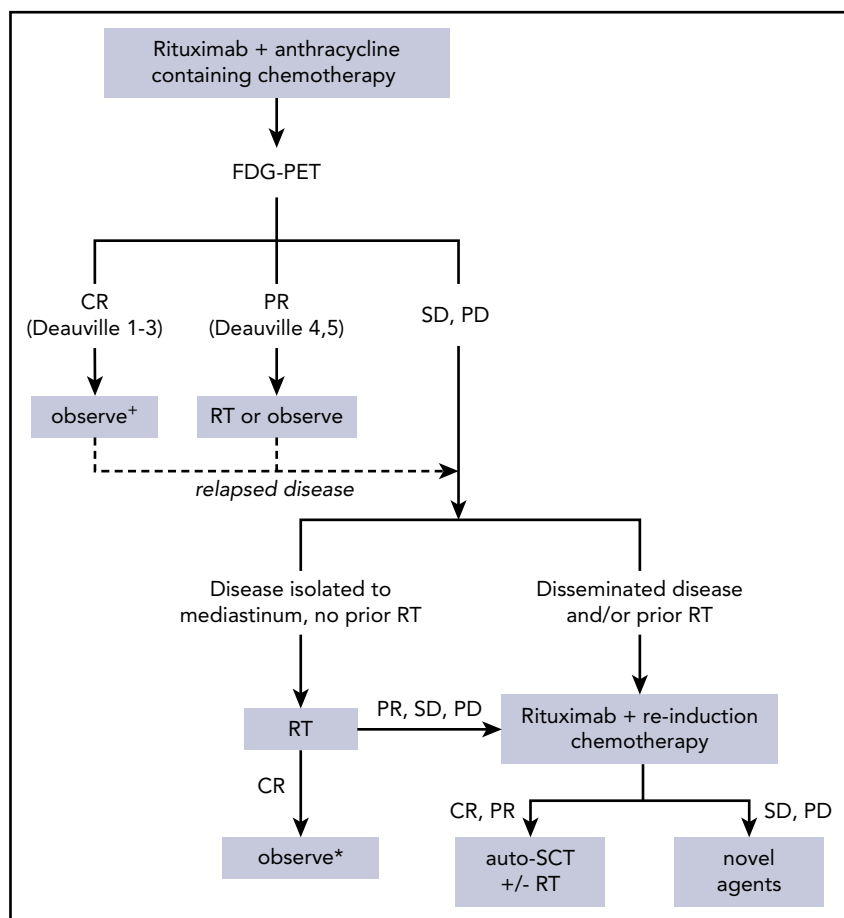 Rituximab + anthracycline
containing chemotherapy
FDG-PET
CR
(Deauville 1-3)
PR
(Deauville 4,5)
SD, PD
observe+
RT or observe
relapsed disease
Disease isolated to
mediastinum, no prior RT
Disseminated disease
and/or prior RT
RT
PR, SD, PD
Rituximab + re-induction
chemotherapy
CR
CR, PR
SD, PD
observe*
auto-SCT
+/- RT
novel
agents